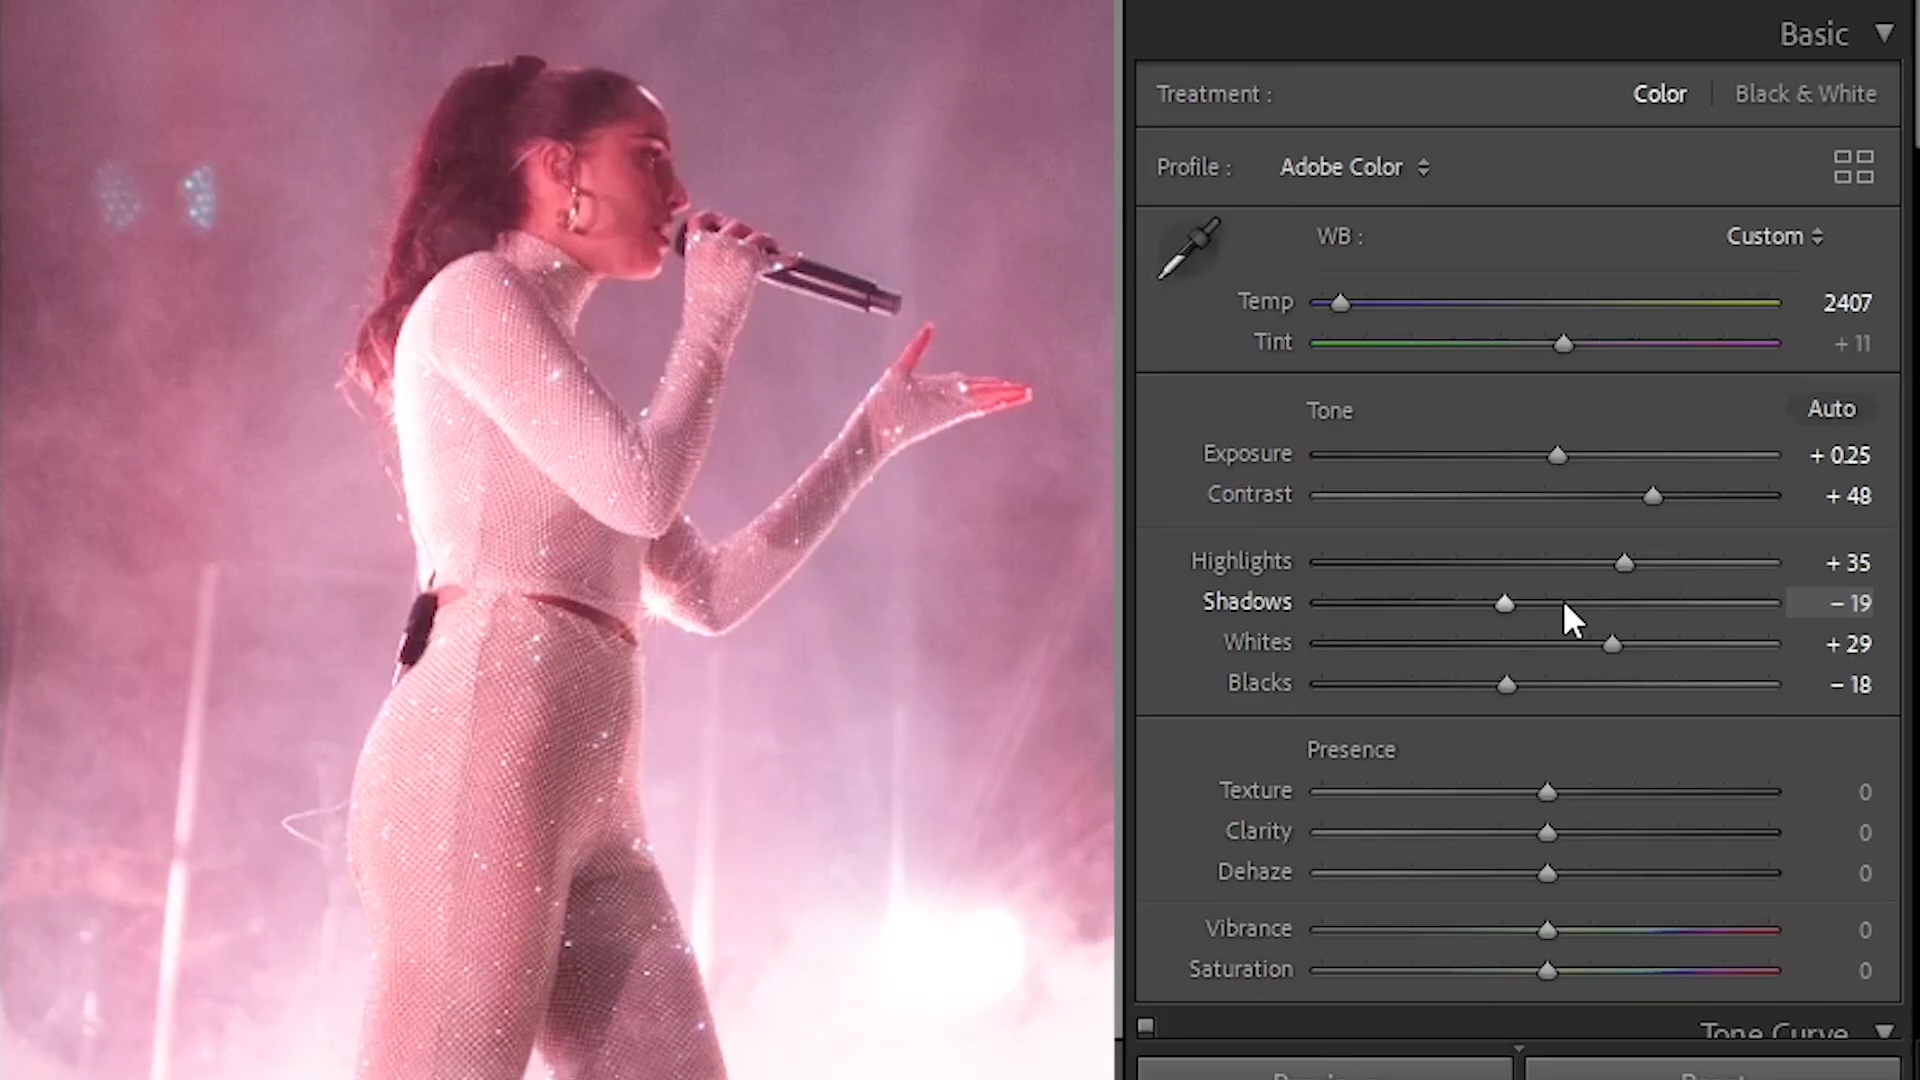 Basic
Treatment : Color Black & White
Profile : Adobe Color
WB : Custom
Temp 2407
Tint + 11
Tone Auto
Exposure + 0.25
Contrast + 48
Highlights + 35
Shadows − 19
Whites + 29
Blacks − 18
Presence
Texture 0
Clarity 0
Dehaze 0
Vibrance 0
Saturation 0
Tone Curve